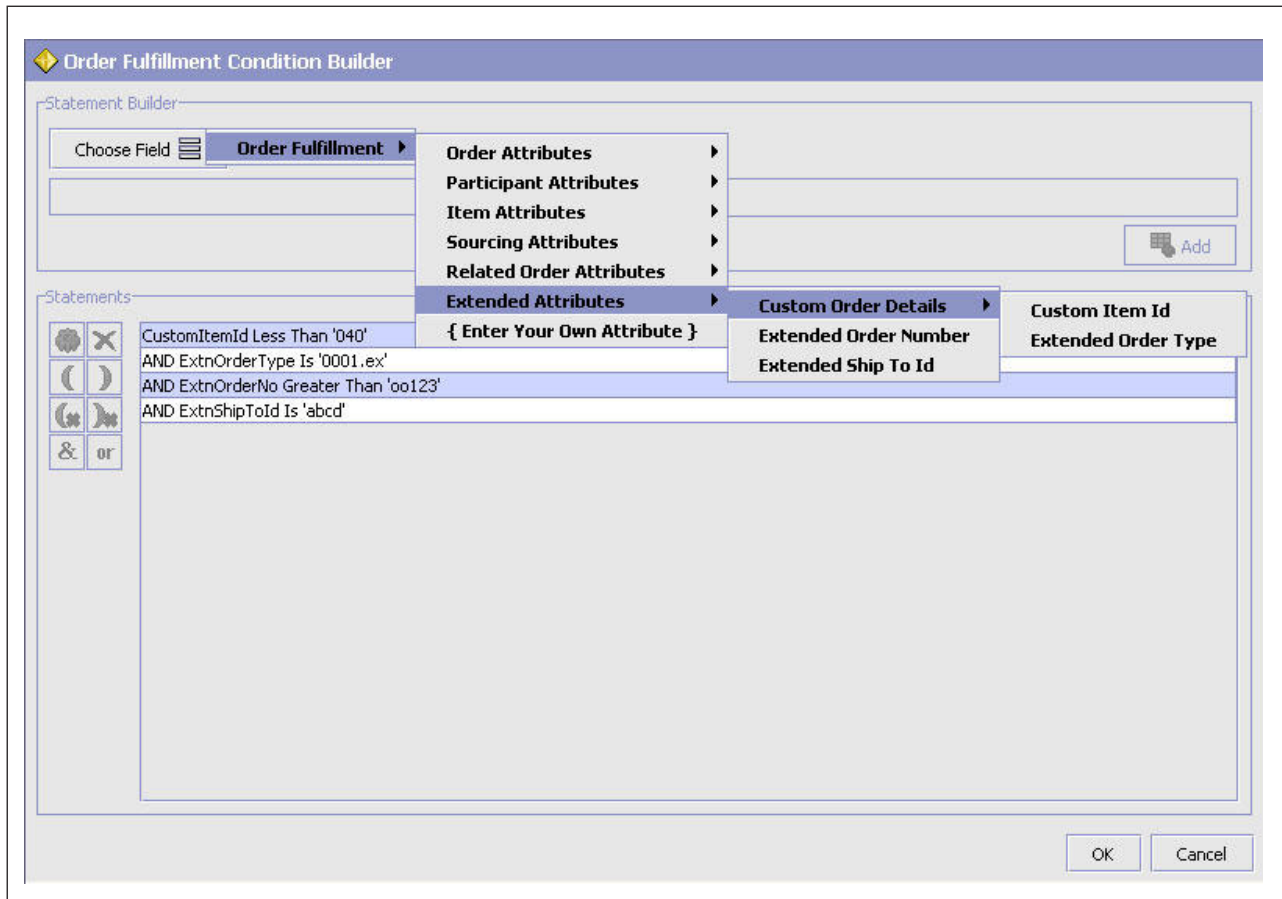 Order Fulfillment Condition Builder
Statement Builder
Choose Field
Order Fulfillment
Order Attributes
Participant Attributes
Item Attributes
Sourcing Attributes
Related Order Attributes
Extended Attributes
{ Enter Your Own Attribute }
Custom Order Details
Extended Order Number
Extended Ship To Id
Custom Item Id
Extended Order Type
Add
Statements
CustomItemId Less Than '040'
AND ExtnOrderType Is '0001.ex'
AND ExtnOrderNo Greater Than 'oo123'
AND ExtnShipToId Is 'abcd'
( )
( )
& or
OK Cancel